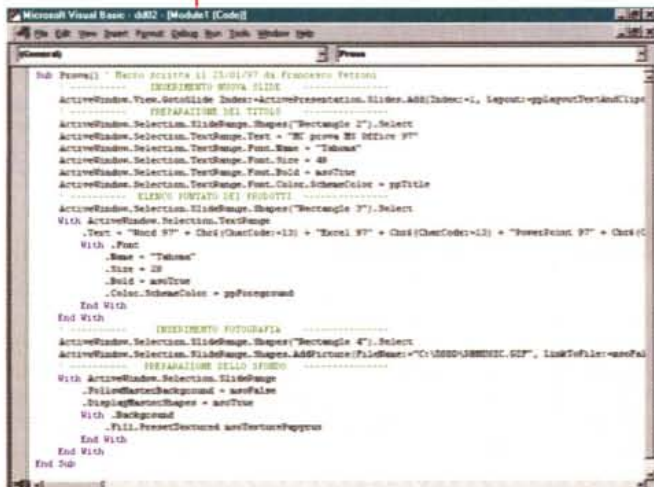 Microsoft Visual Basic - dd02 - [Module1 (Code)]
File Edit View Insert Format Debug Run Tools Window Help
(General) Prova
Sub Prova() ' Macro scritta il 23/01/97 da Francesco Petroni
' ---------- INSERIMENTO NUOVA SLIDE ---------------
ActiveWindow.View.GotoSlide Index:=ActivePresentation.Slides.Add(Index:=1, Layout:=ppLayoutTextAndClipa
' ---------- PREPARAZIONE DEL TITOLO ---------------
ActiveWindow.Selection.SlideRange.Shapes("Rectangle 2").Select
ActiveWindow.Selection.TextRange.Text = "MC prova MS Office 97"
ActiveWindow.Selection.TextRange.Font.Name = "Tahoma"
ActiveWindow.Selection.TextRange.Font.Size = 48
ActiveWindow.Selection.TextRange.Font.Bold = msoTrue
ActiveWindow.Selection.TextRange.Font.Color.SchemeColor = ppTitle
' ---------- ELENCO PUNTATO DEI PRODOTTI ---------------
ActiveWindow.Selection.SlideRange.Shapes("Rectangle 3").Select
With ActiveWindow.Selection.TextRange
.Text = "Word 97" + Chr$(CharCode:=13) + "Excel 97" + Chr$(CharCode:=13) + "PowerPoint 97" + Chr$(C
With .Font
.Name = "Tahoma"
.Size = 28
.Bold = msoTrue
.Color.SchemeColor = ppForeground
End With
End With
' ---------- INSERIMENTO FOTOGRAFIA ---------------
ActiveWindow.Selection.SlideRange.Shapes("Rectangle 4").Select
ActiveWindow.Selection.SlideRange.Shapes.AddPicture(FileName:= LinkToFile:=msoFal
' ---------- PREPARAZIONE DELLO SFONDO ---------------
With ActiveWindow.Selection.SlideRange
.FollowMasterBackground = msoFalse
.DisplayMasterShapes = msoTrue
With .Background
.Fill.PresetTextured msoTexturePapyrus
End With
End With
End Sub